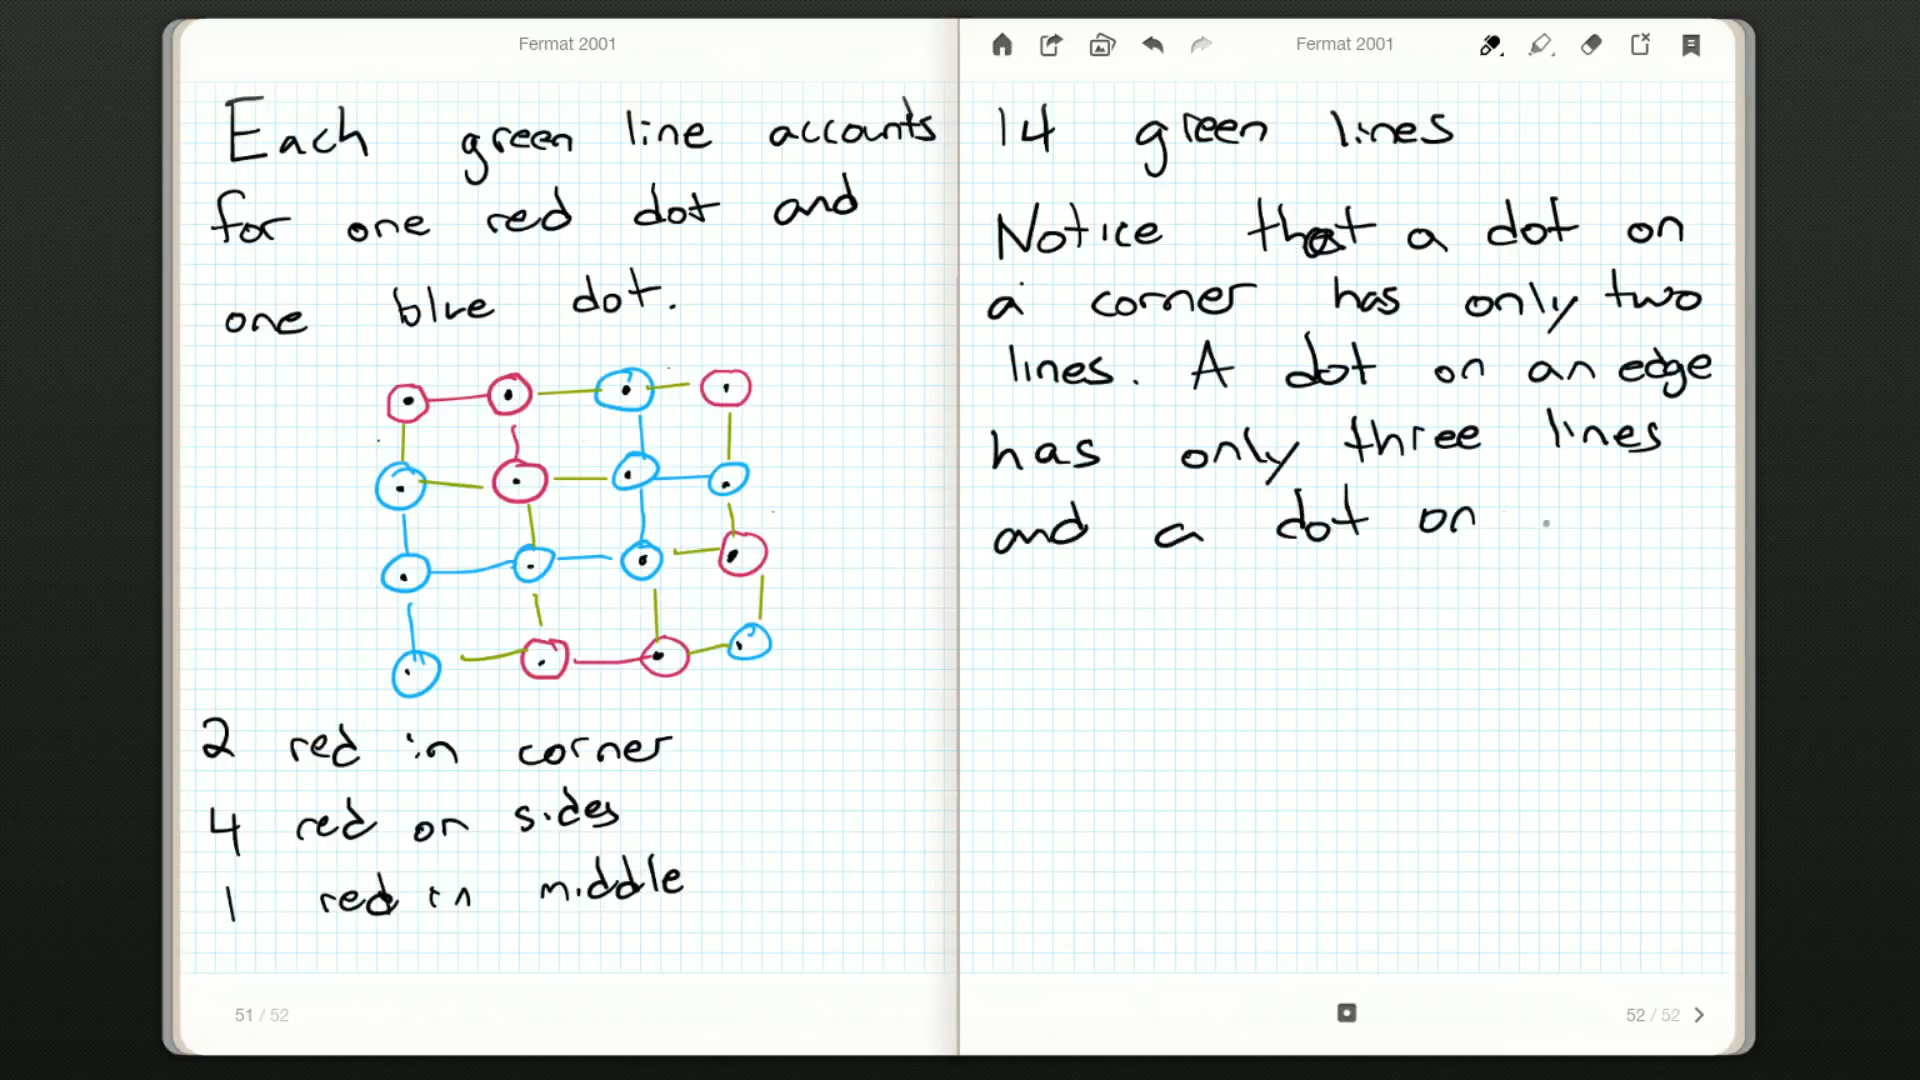 Fermat 2001
Each green line accounts
for one red dot and
one blue dot.
2 red in corner
4 red on sides
1 red in middle
51 / 52
Fermat 2001
14 green lines
Notice that a dot on
a corner has only two
lines. A dot on an edge
has only three lines
and a dot on
52 / 52